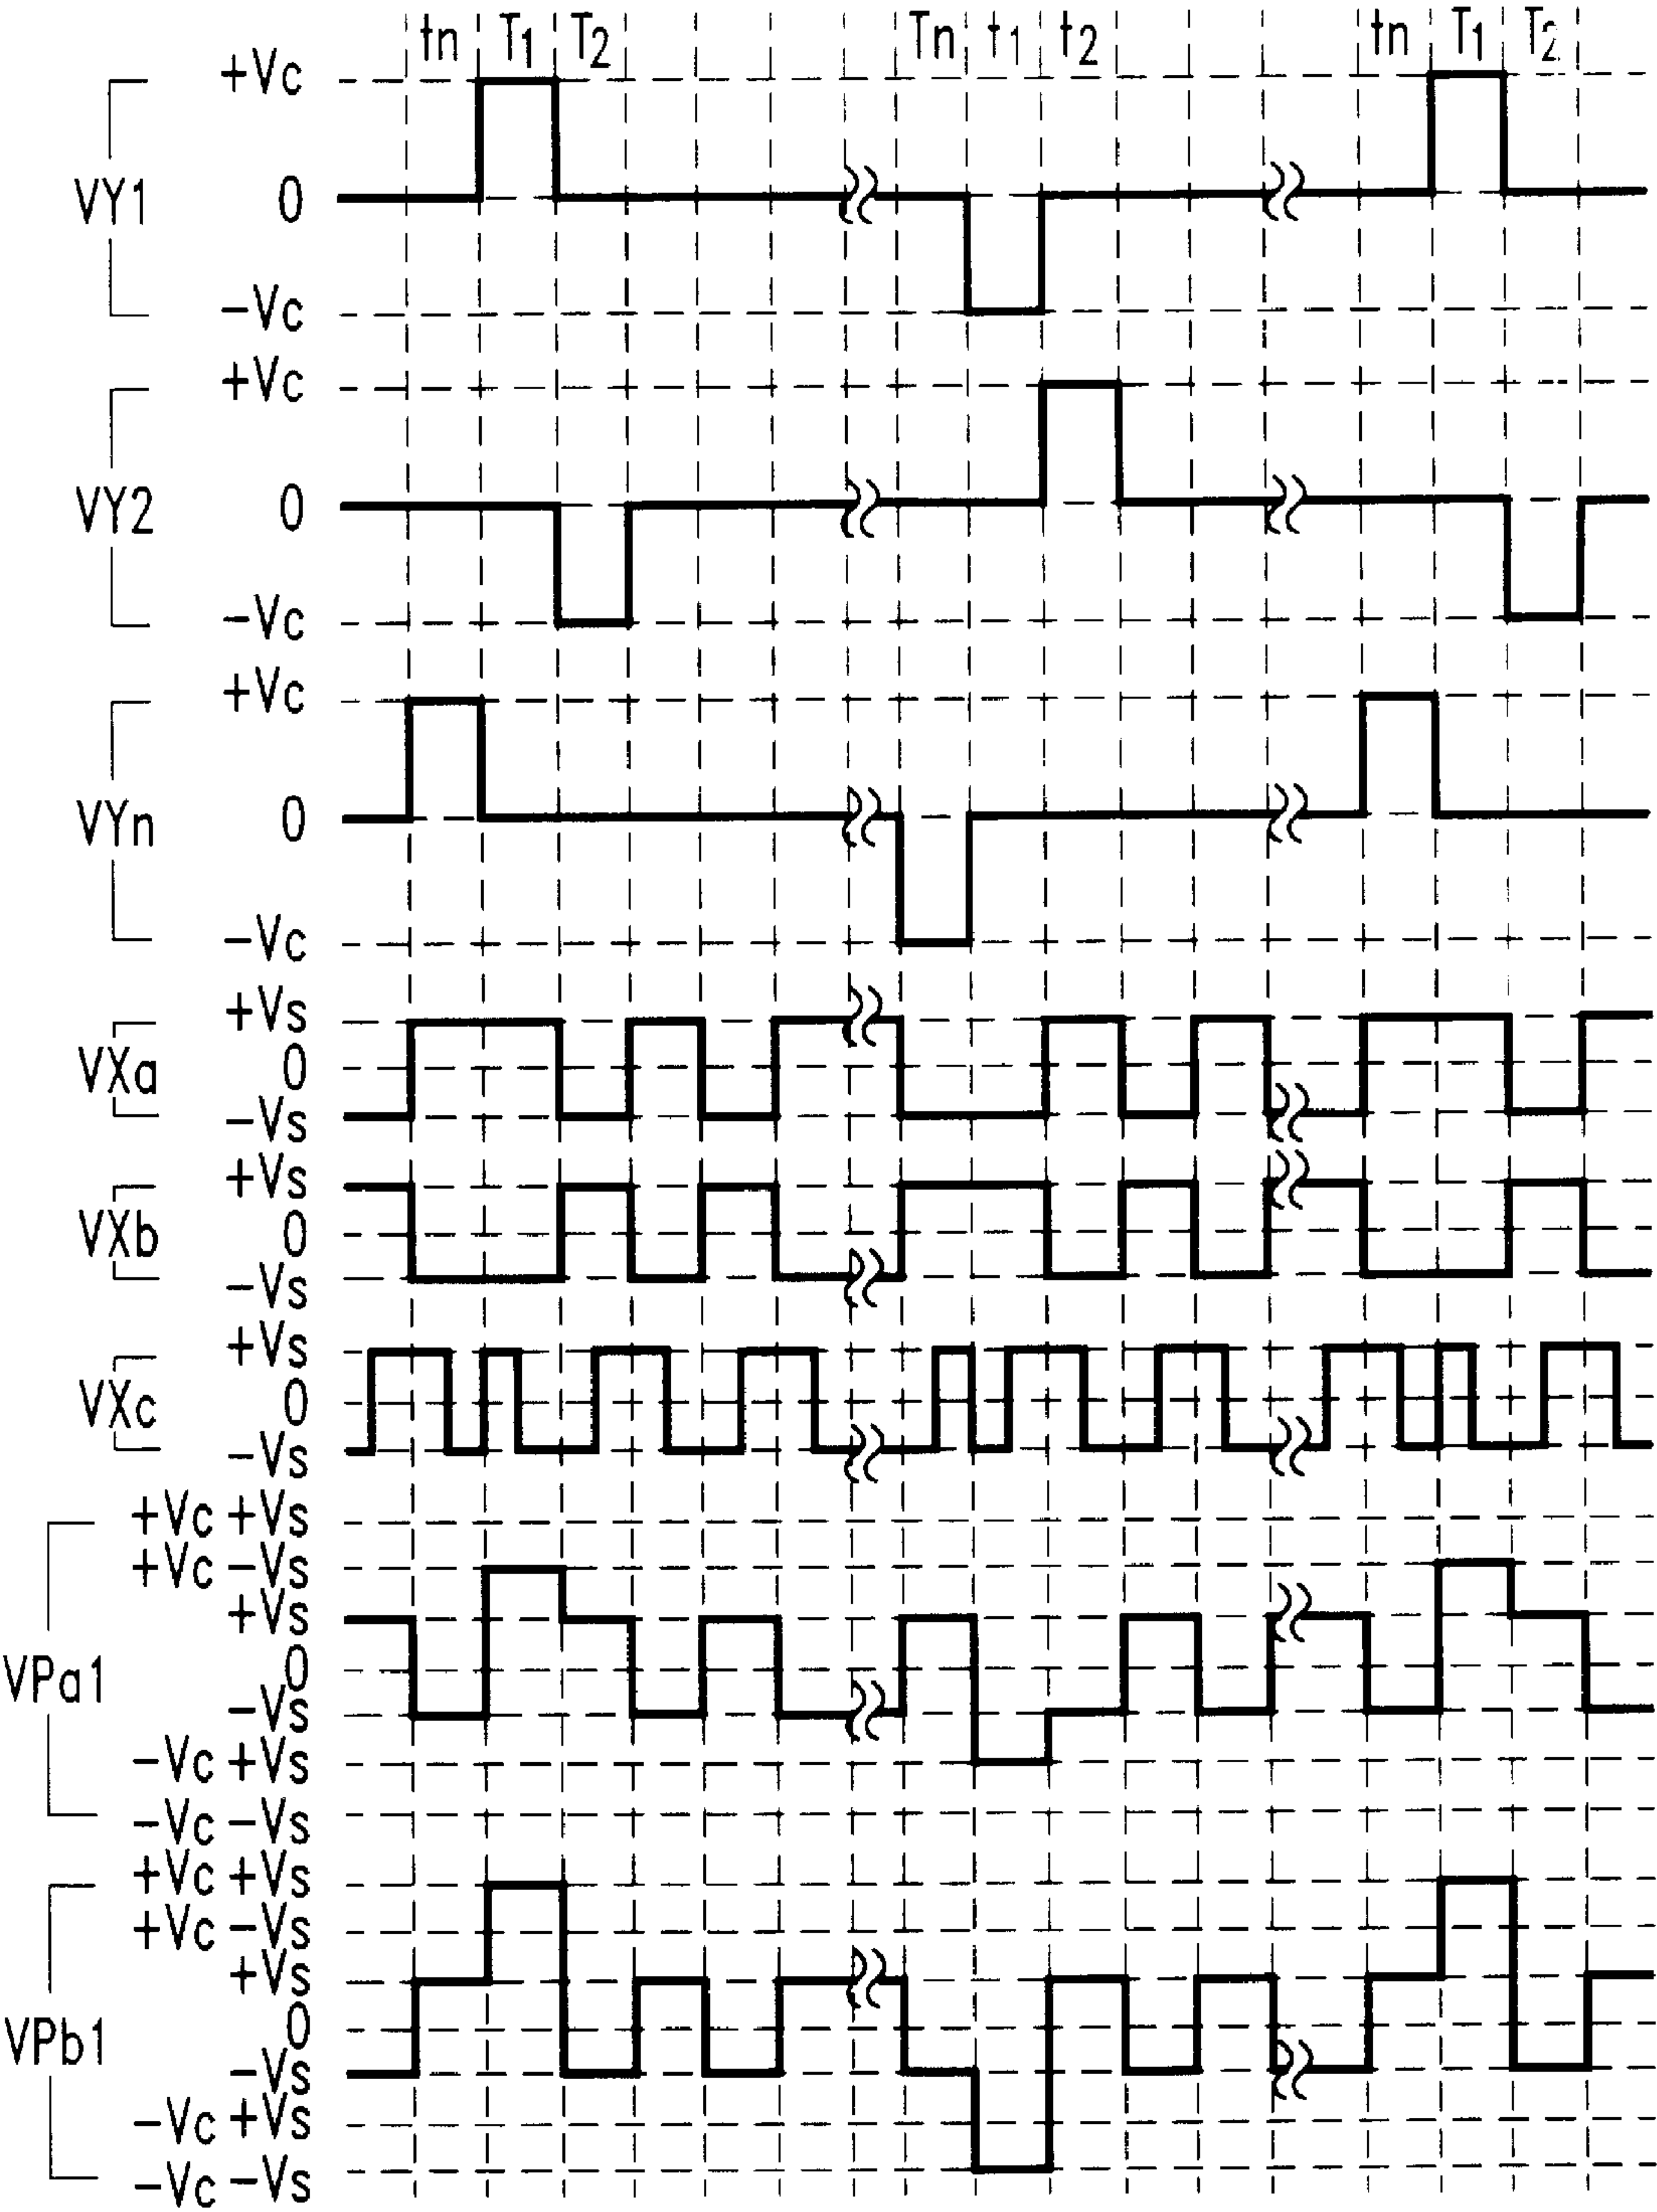 tn T1 T2 Tn t1 t2 tn T1 T2
+Vc
VY1 0
-Vc
+Vc
VY2 0
-Vc
+Vc
VYn 0
-Vc
+Vs
VXa 0
-Vs
+Vs
VXb 0
-Vs
+Vs
VXc 0
-Vs
+Vc +Vs
+Vc -Vs
+Vs
0
VPa1
-Vs
-Vc +Vs
-Vc -Vs
+Vc +Vs
+Vc -Vs
+Vs
VPb1 0
-Vs
-Vc +Vs
-Vc -Vs